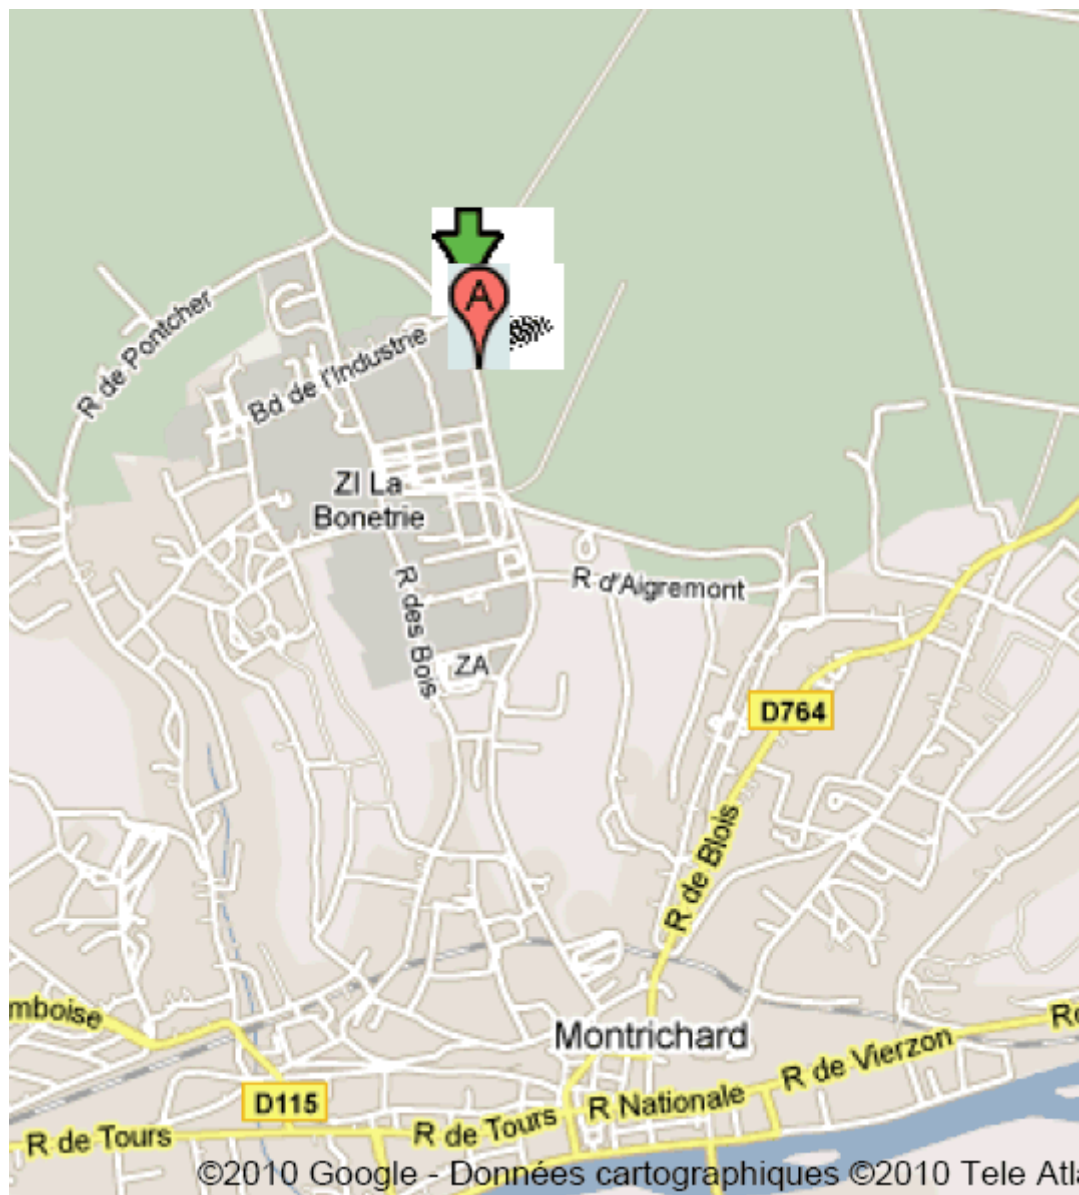 A
R de Pontcher
Bd de l'Industrie
ZI La
Bonetrie
R d'Aigremont
R des Bois
ZA
D764
R de Blois
mboise
Montrichard
Ro
R de Vierzon
D115
R Nationale
R de Tours
R de Tours
©2010 Google - Données cartographiques ©2010 Tele Atla